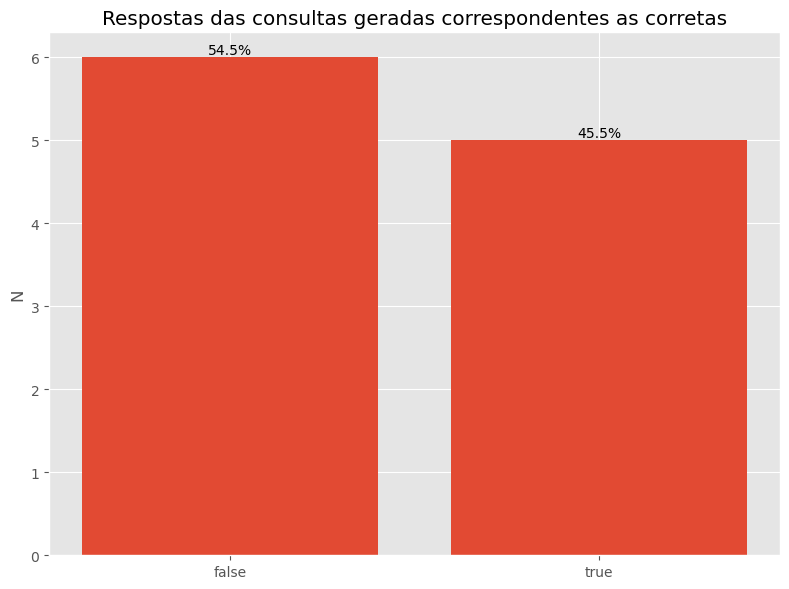 Respostas das consultas geradas correspondentes as corretas
54.5%
45.5%
6
5
4
3
2
1
0
N
false
true